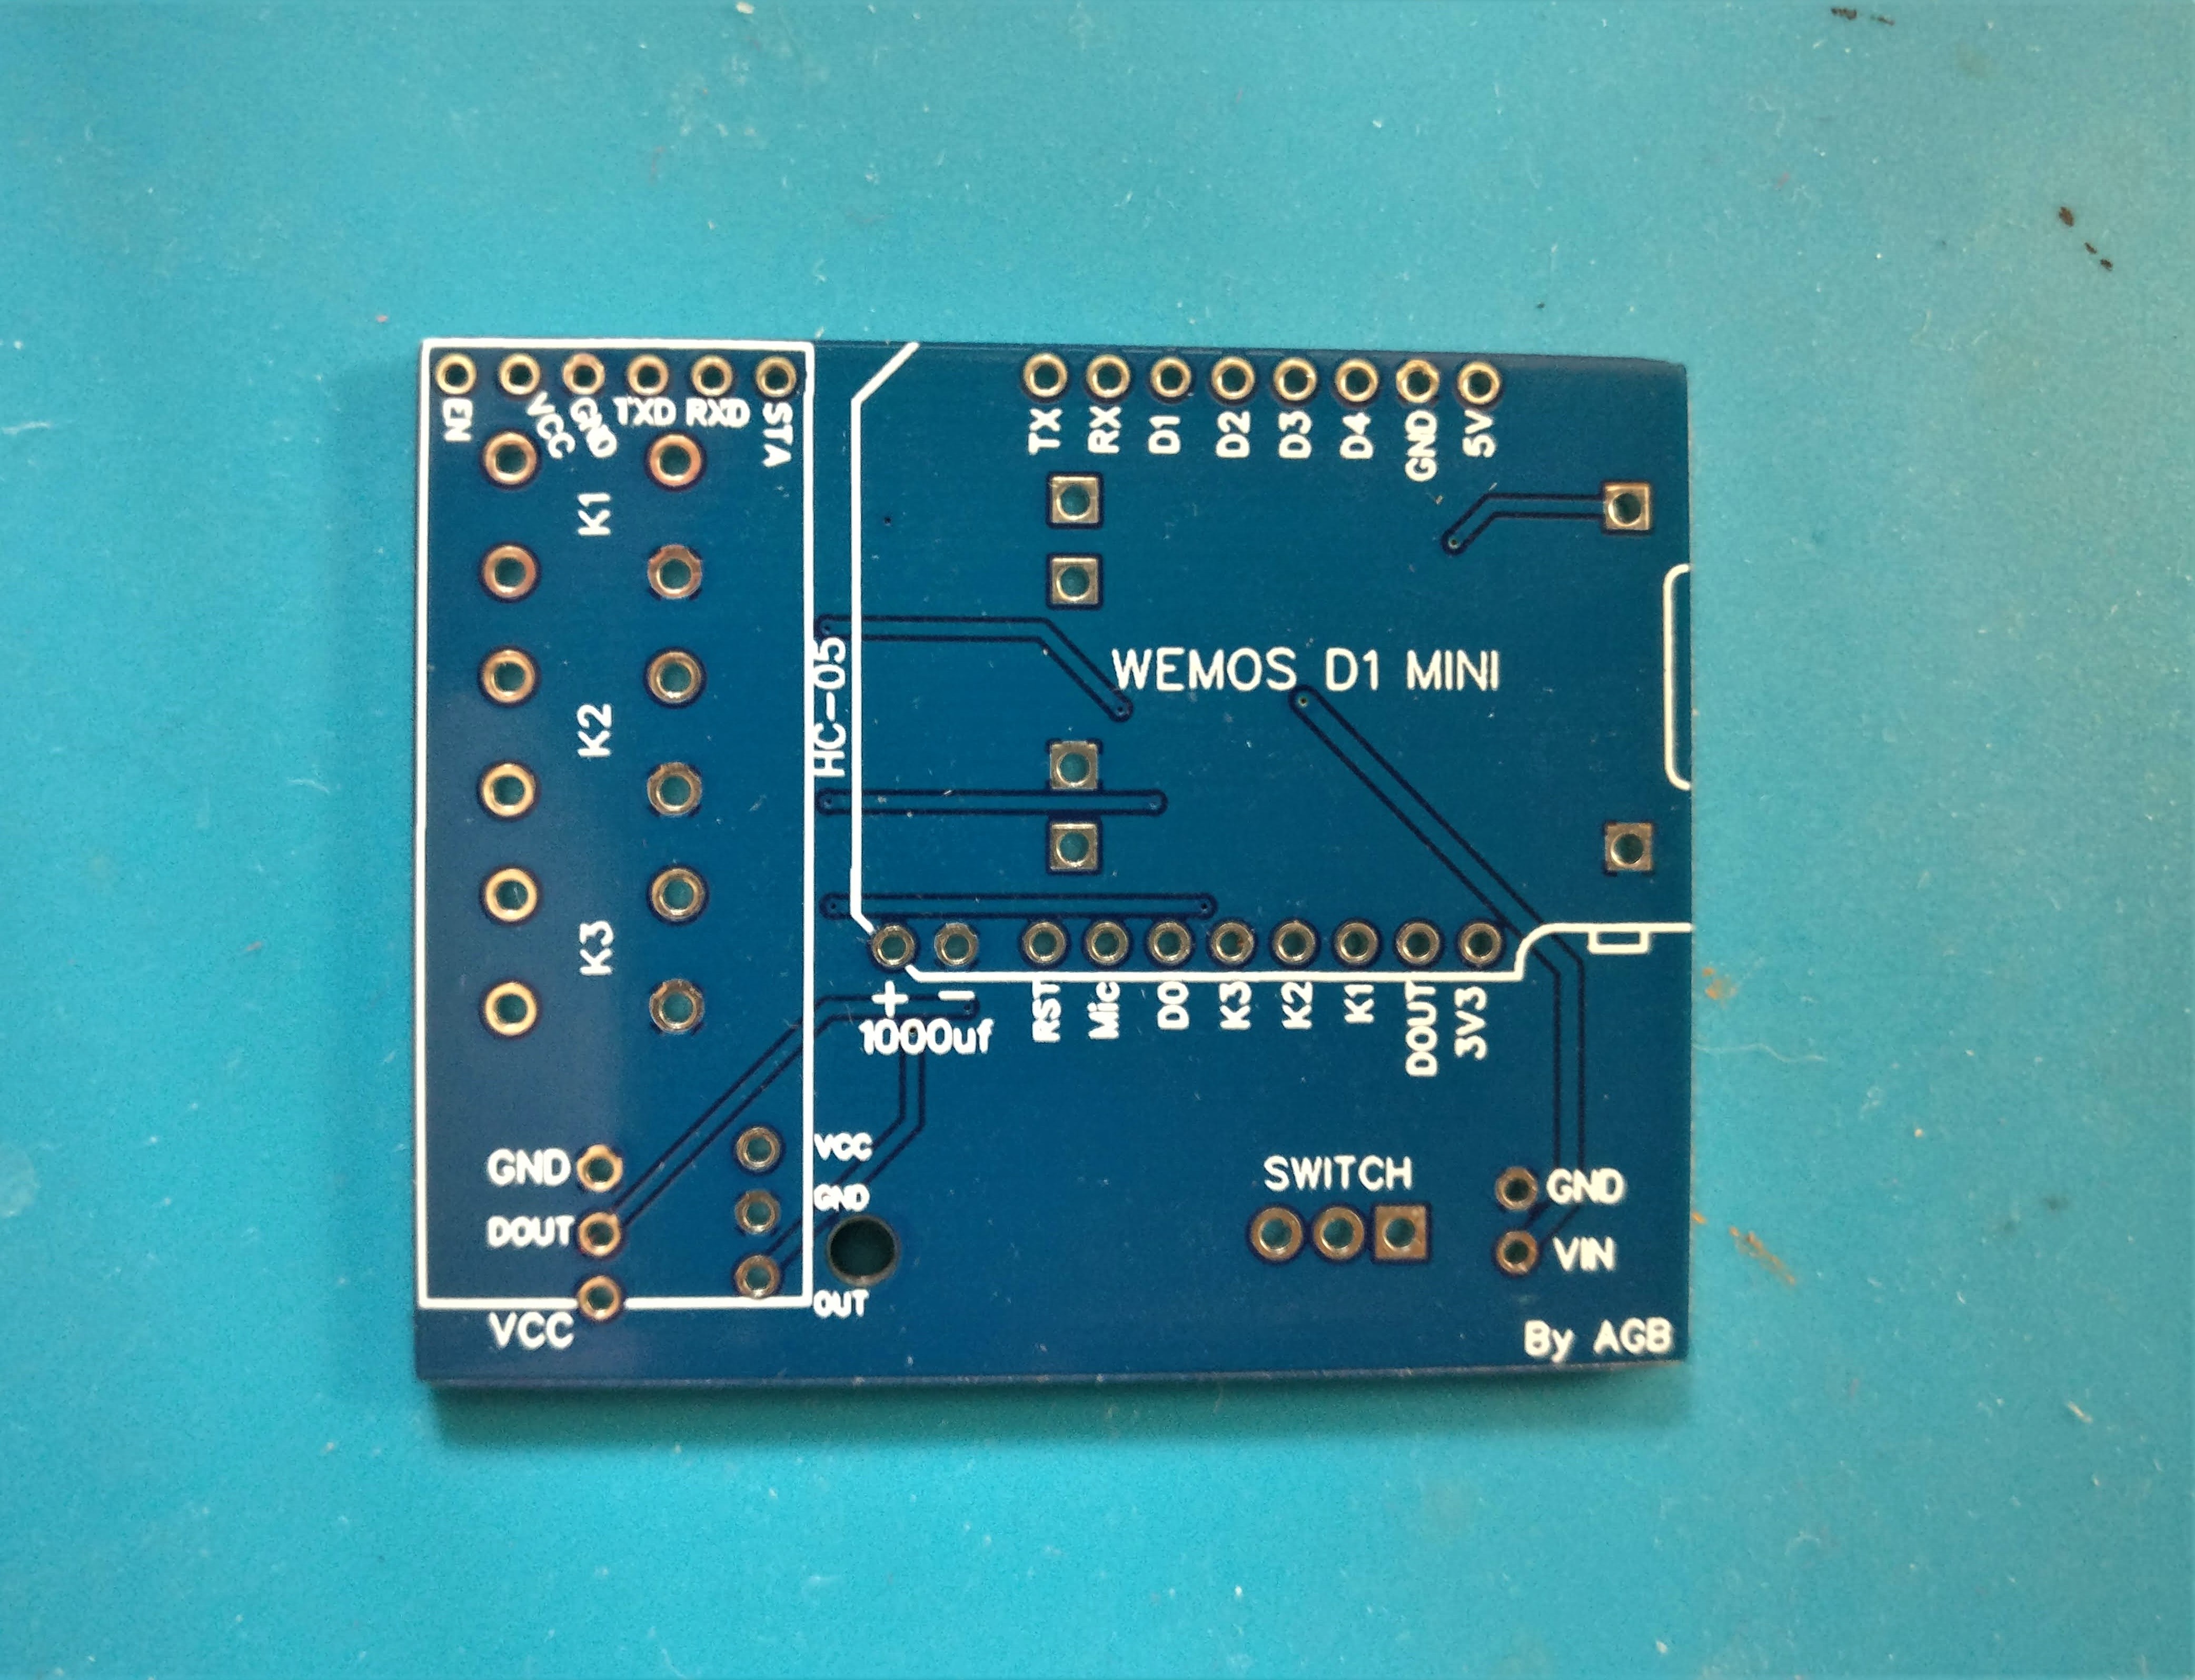 EN
VCC
GND
TXD
RXD
STA
TX
RX
D1
D2
D3
D4
GND
5V
K1
K2
K3
HC-05
WEMOS D1 MINI
+ -
1000uf
RST
Mic
D0
K3
K2
K1
DOUT
3V3
GND
DOUT
VCC
VCC
GND
OUT
SWITCH
GND
VIN
By AGB